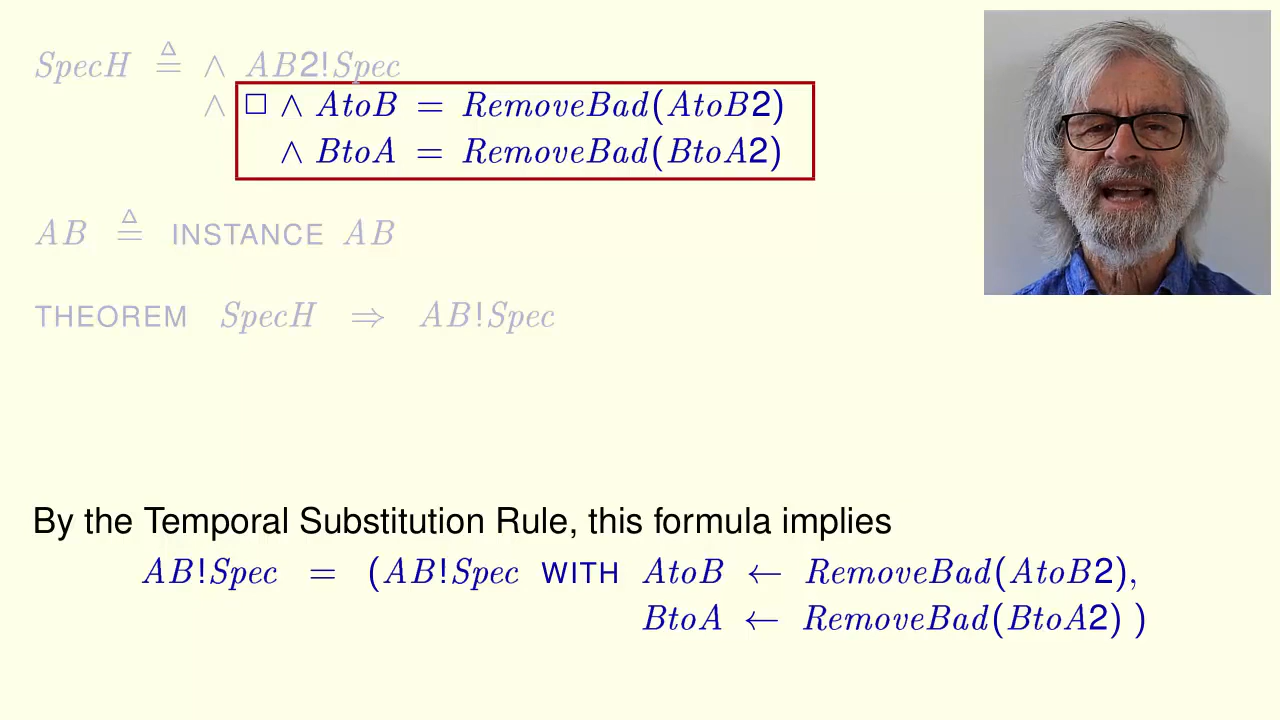 SpecH ≜ ∧ AB2!Spec
∧ □ ∧ AtoB = RemoveBad(AtoB2)
∧ BtoA = RemoveBad(BtoA2)
AB ≜ INSTANCE AB
THEOREM SpecH ⇒ AB!Spec
By the Temporal Substitution Rule, this formula implies
AB!Spec = (AB!Spec WITH AtoB ← RemoveBad(AtoB2),
BtoA ← RemoveBad(BtoA2) )